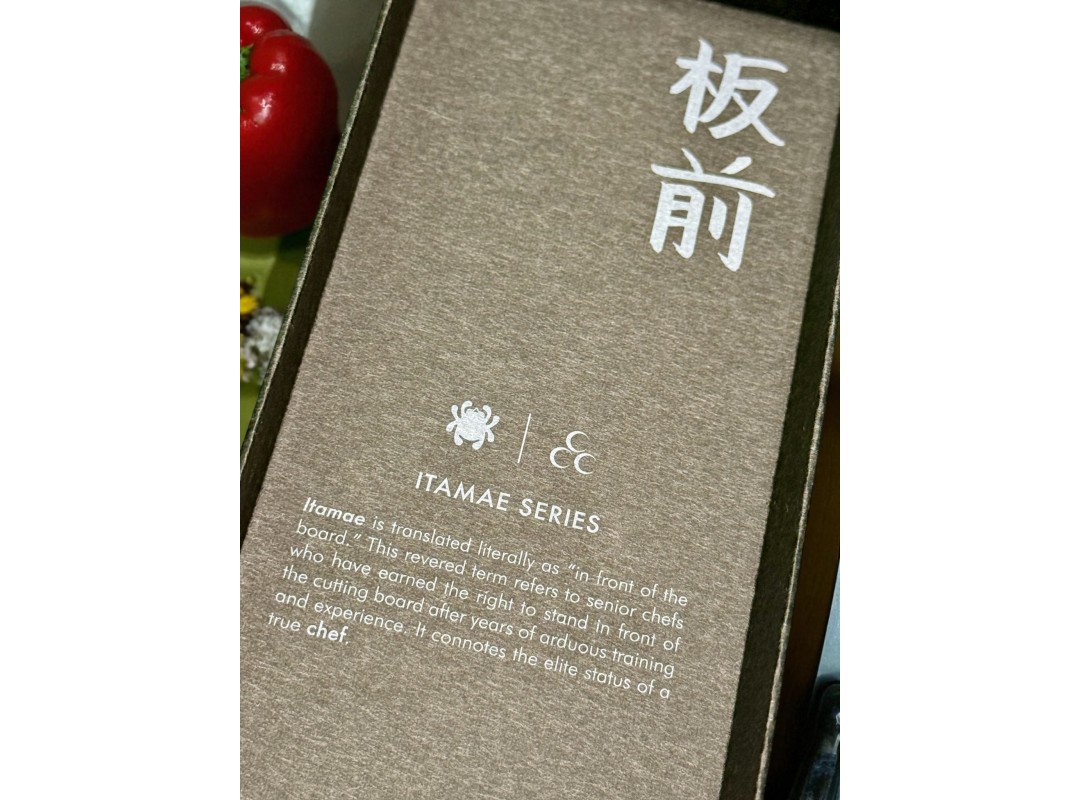 板前
C
CC
ITAMAE SERIES
Itamae is translated literally as "in front of the
board." This revered term refers to senior chefs
who have earned the right to stand in front of
the cutting board after years of arduous training
and experience. It connotes the elite status of a
true chef.